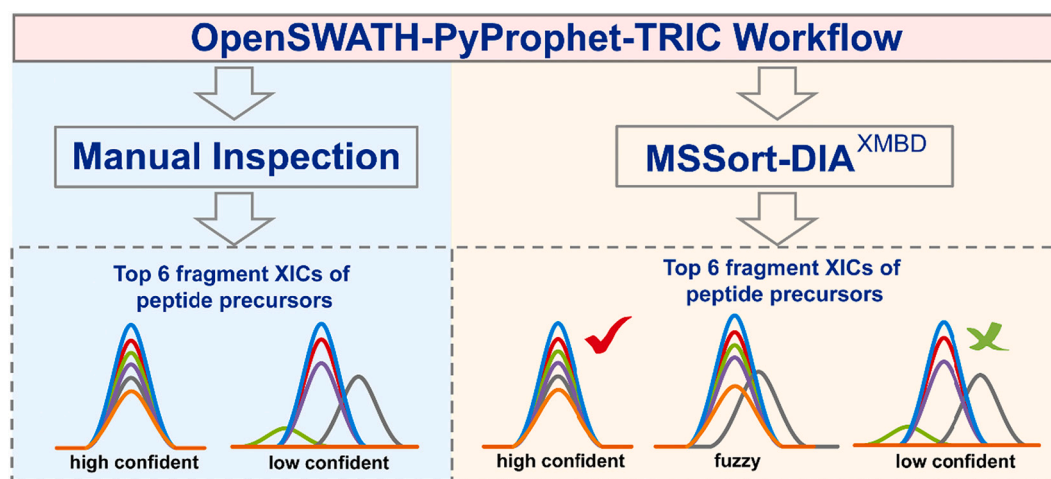 OpenSWATH-PyProphet-TRIC Workflow
Manual Inspection
MSSort-DIA XMBD
Top 6 fragment XICs of
peptide precursors
high confident
low confident
Top 6 fragment XICs of
peptide precursors
high confident
fuzzy
low confident